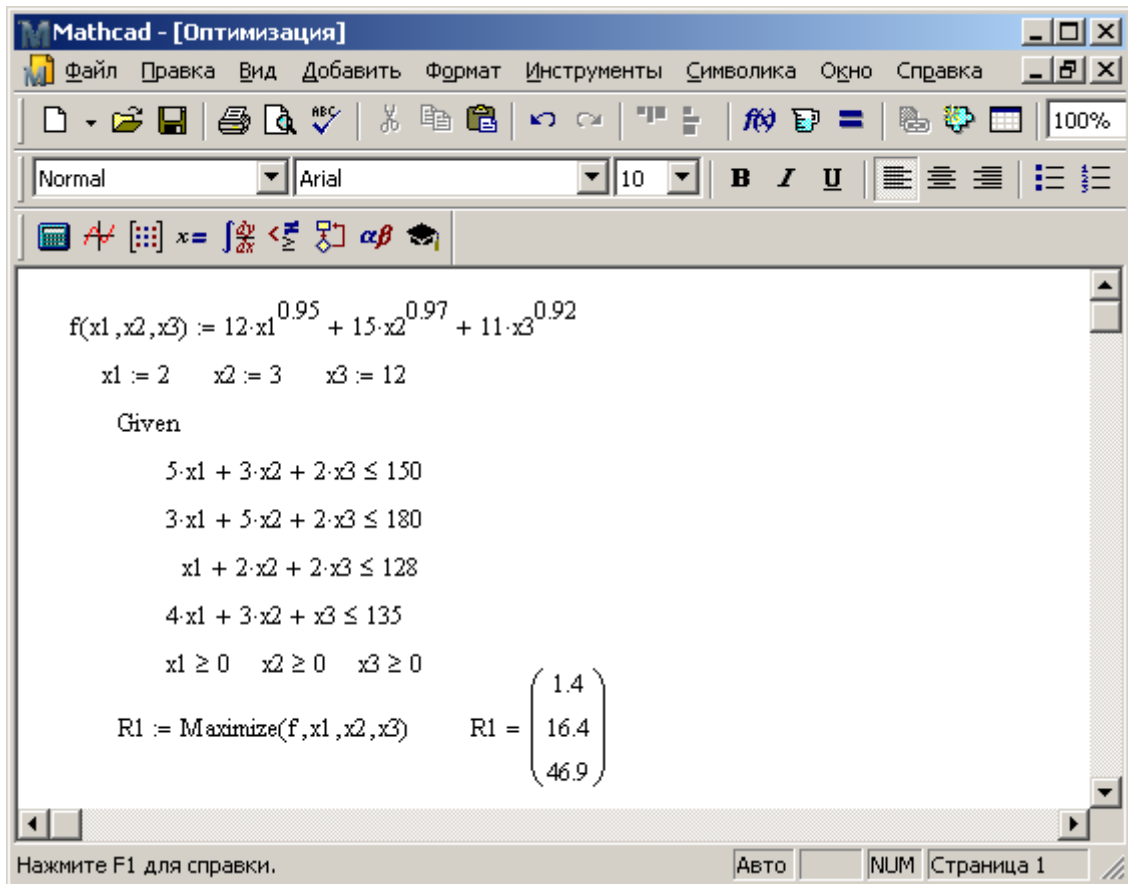 Mathcad - [Оптимизация]
Файл Правка Вид Добавить Формат Инструменты Символика Окно Справка
ABC f(x) 100%
Normal Arial 10 B I U
x= ∫ dy/dx <≠≥ αβ
f(x1,x2,x3) := 12·x1^0.95 + 15·x2^0.97 + 11·x3^0.92
x1 := 2 x2 := 3 x3 := 12
Given
5·x1 + 3·x2 + 2·x3 ≤ 150
3·x1 + 5·x2 + 2·x3 ≤ 180
x1 + 2·x2 + 2·x3 ≤ 128
4·x1 + 3·x2 + x3 ≤ 135
x1 ≥ 0 x2 ≥ 0 x3 ≥ 0
R1 := Maximize(f,x1,x2,x3) R1 = (1.4
16.4
46.9)
Нажмите F1 для справки. Авто NUM Страница 1